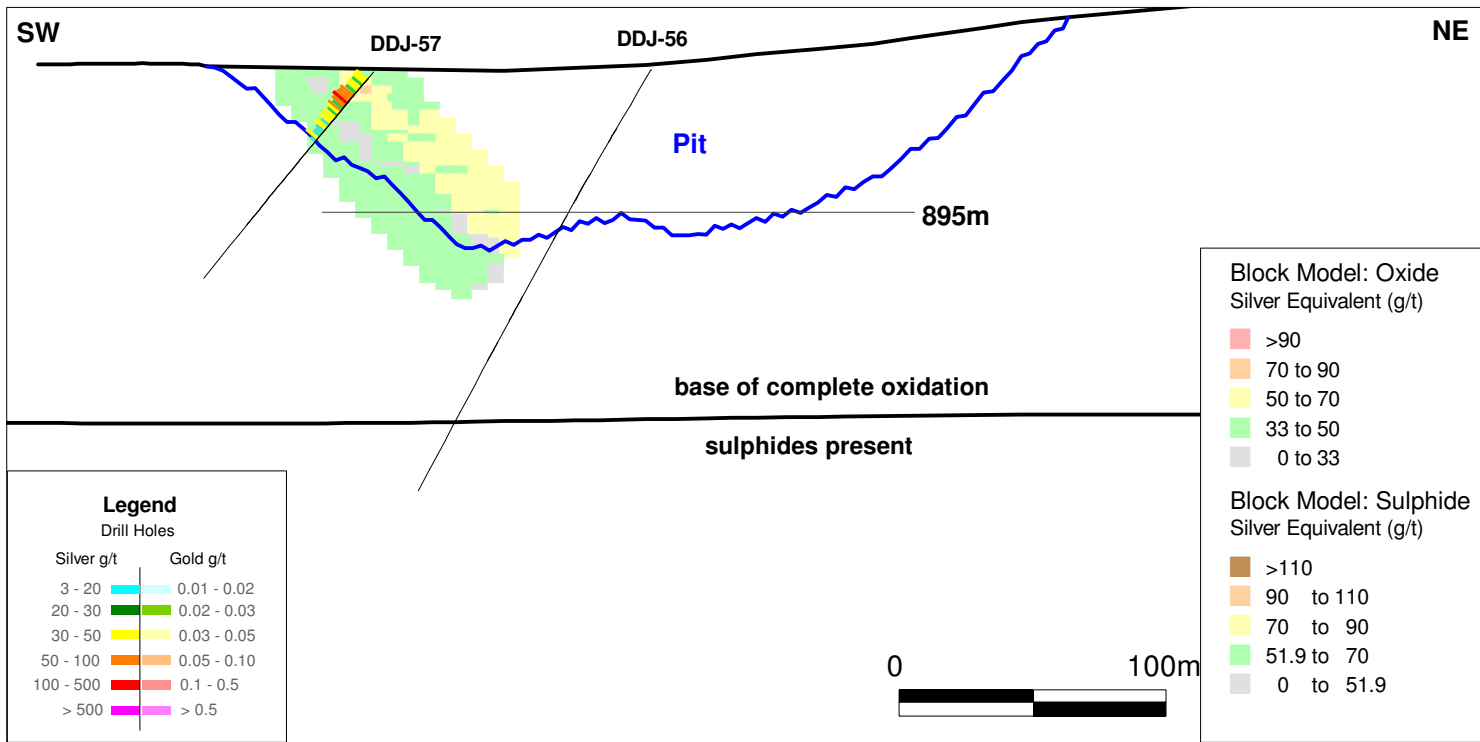 SW
NE
DDJ-57
DDJ-56
Pit
895m
base of complete oxidation
sulphides present
Legend
Drill Holes
Silver g/t Gold g/t
3 - 20 0.01 - 0.02
20 - 30 0.02 - 0.03
30 - 50 0.03 - 0.05
50 - 100 0.05 - 0.10
100 - 500 0.1 - 0.5
> 500 > 0.5
0 100m
Block Model: Oxide
Silver Equivalent (g/t)
>90
70 to 90
50 to 70
33 to 50
0 to 33
Block Model: Sulphide
Silver Equivalent (g/t)
>110
90 to 110
70 to 90
51.9 to 70
0 to 51.9